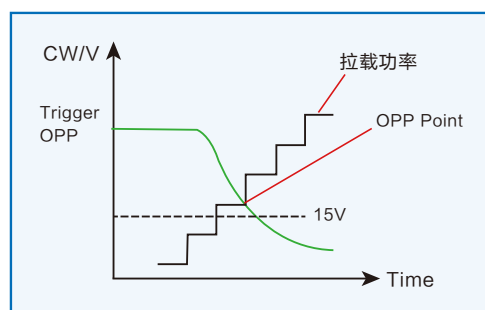 CW/V
拉载功率
Trigger
OPP
OPP Point
15V
Time